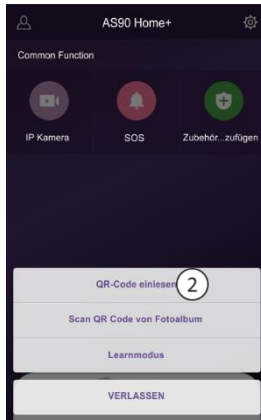 AS90 Home+
Common Function
IP Kamera
SOS
Zubehör...zufügen
QR-Code einlesen
2
Scan QR Code von Fotoalbum
Learnmodus
VERLASSEN